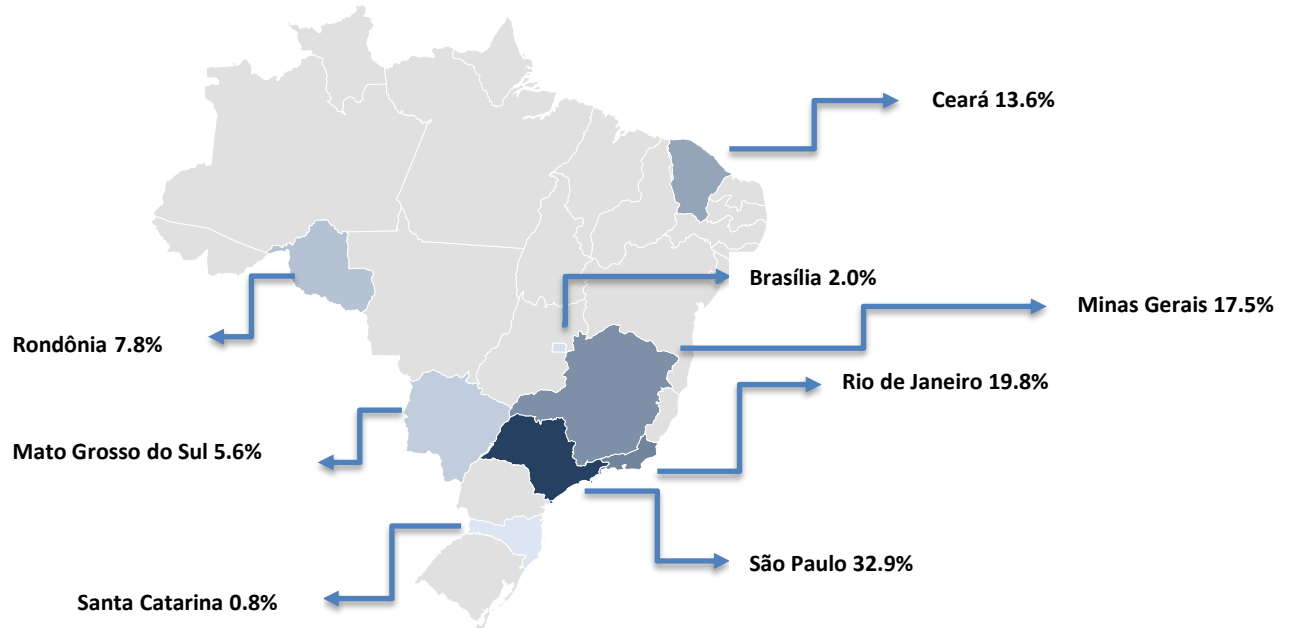 Ceará 13.6%
Brasília 2.0%
Minas Gerais 17.5%
Rondônia 7.8%
Rio de Janeiro 19.8%
Mato Grosso do Sul 5.6%
São Paulo 32.9%
Santa Catarina 0.8%